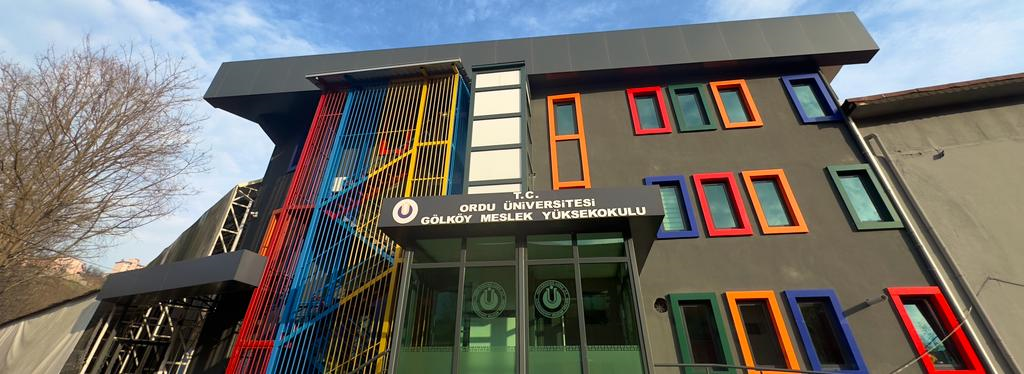 T.C.
ORDU ÜNİVERSİTESİ
GÖLKÖY MESLEK YÜKSEKOKULU